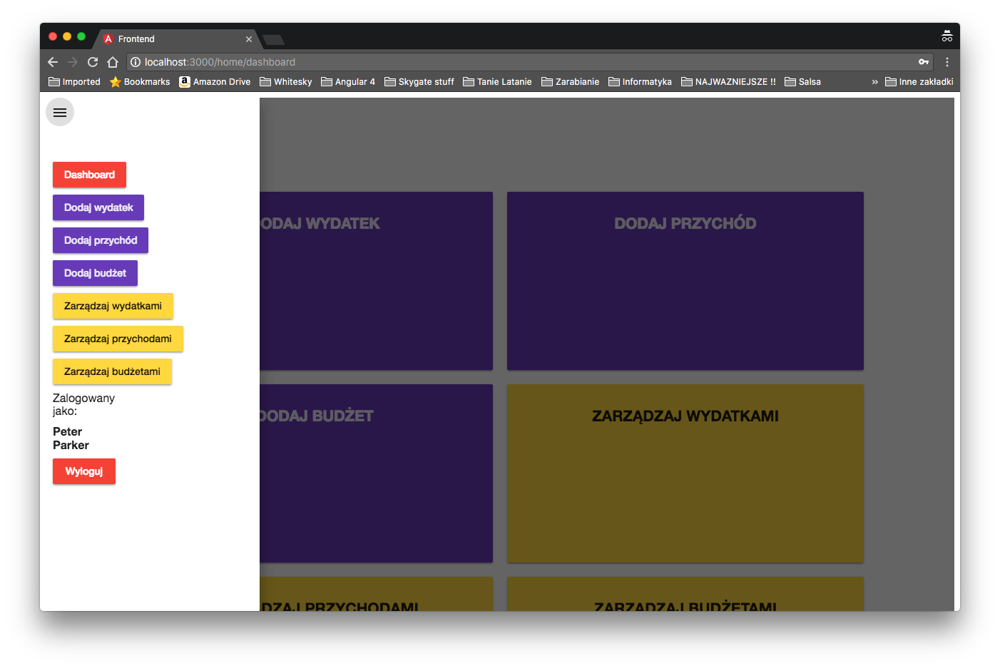 Frontend
localhost:3000/home/dashboard
Imported Bookmarks Amazon Drive Whitesky Angular 4 Skygate stuff Tanie Latanie Zarabianie Informatyka NAJWAZNIEJSZE !! Salsa » Inne zakładki
Dashboard
Dodaj wydatek
Dodaj przychód
Dodaj budżet
Zarządzaj wydatkami
Zarządzaj przychodami
Zarządzaj budżetami
Zalogowany
jako:
Peter
Parker
Wyloguj
ODAJ WYDATEK
DODAJ PRZYCHÓD
DODAJ BUDŻET
ZARZĄDZAJ WYDATKAMI
DZAJ PRZYCHODAMI
ZARZĄDZAJ BUDŻETAMI